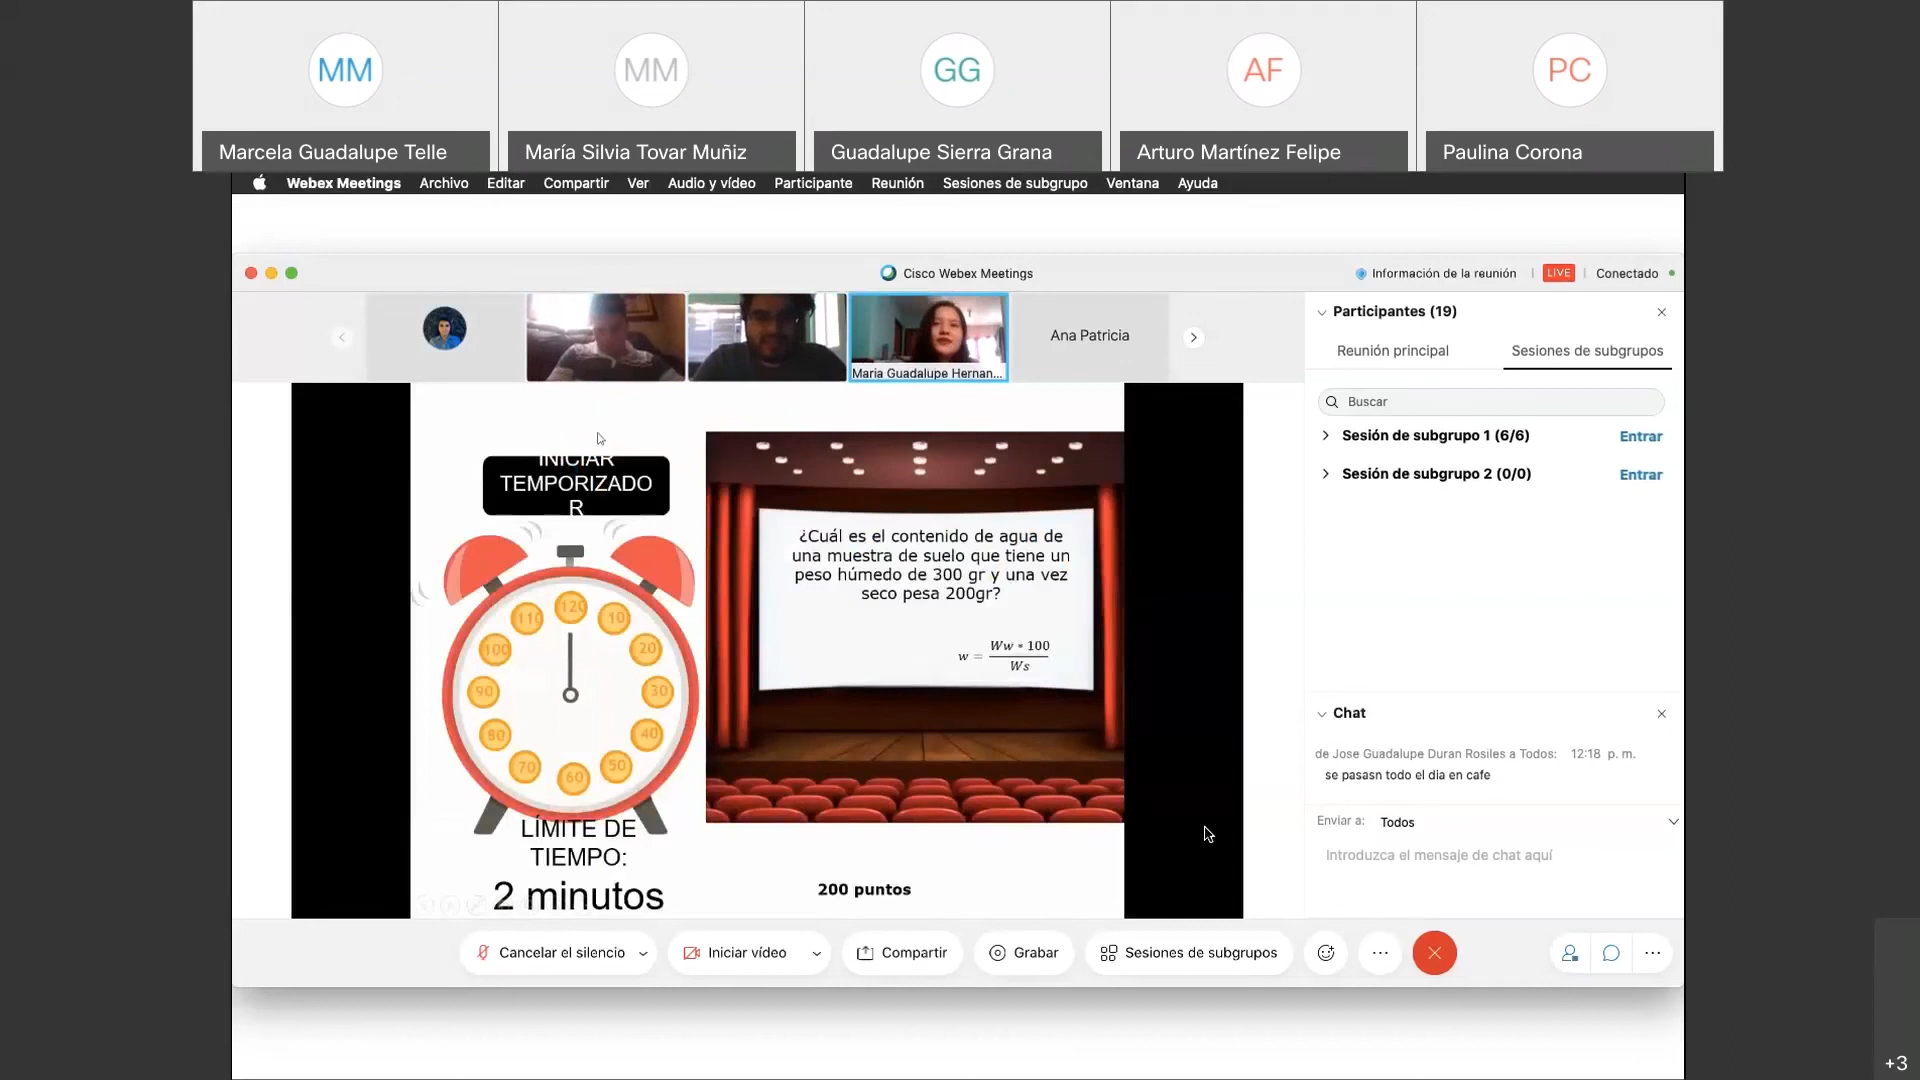 MM
MM
GG
AF
PC
Marcela Guadalupe Telle
María Silvia Tovar Muñiz
Guadalupe Sierra Grana
Arturo Martínez Felipe
Paulina Corona
Webex Meetings Archivo Editar Compartir Ver Audio y vídeo Participante Reunión Sesiones de subgrupo Ventana Ayuda
Cisco Webex Meetings
Información de la reunión
LIVE
Conectado
Ana Patricia
Maria Guadalupe Hernan...
Participantes (19)
Reunión principal
Sesiones de subgrupos
Buscar
Sesión de subgrupo 1 (6/6)
Entrar
Sesión de subgrupo 2 (0/0)
Entrar
INICIAR
TEMPORIZADO
R
120
10
20
30
40
50
60
70
80
90
100
110
LÍMITE DE
TIEMPO:
2 minutos
¿Cuál es el contenido de agua de
una muestra de suelo que tiene un
peso húmedo de 300 gr y una vez
seco pesa 200gr?
w = Ww * 100
Ws
200 puntos
Chat
de Jose Guadalupe Duran Rosiles a Todos: 12:18 p. m.
se pasasn todo el dia en cafe
Enviar a: Todos
Introduzca el mensaje de chat aquí
Cancelar el silencio
Iniciar vídeo
Compartir
Grabar
Sesiones de subgrupos
+3